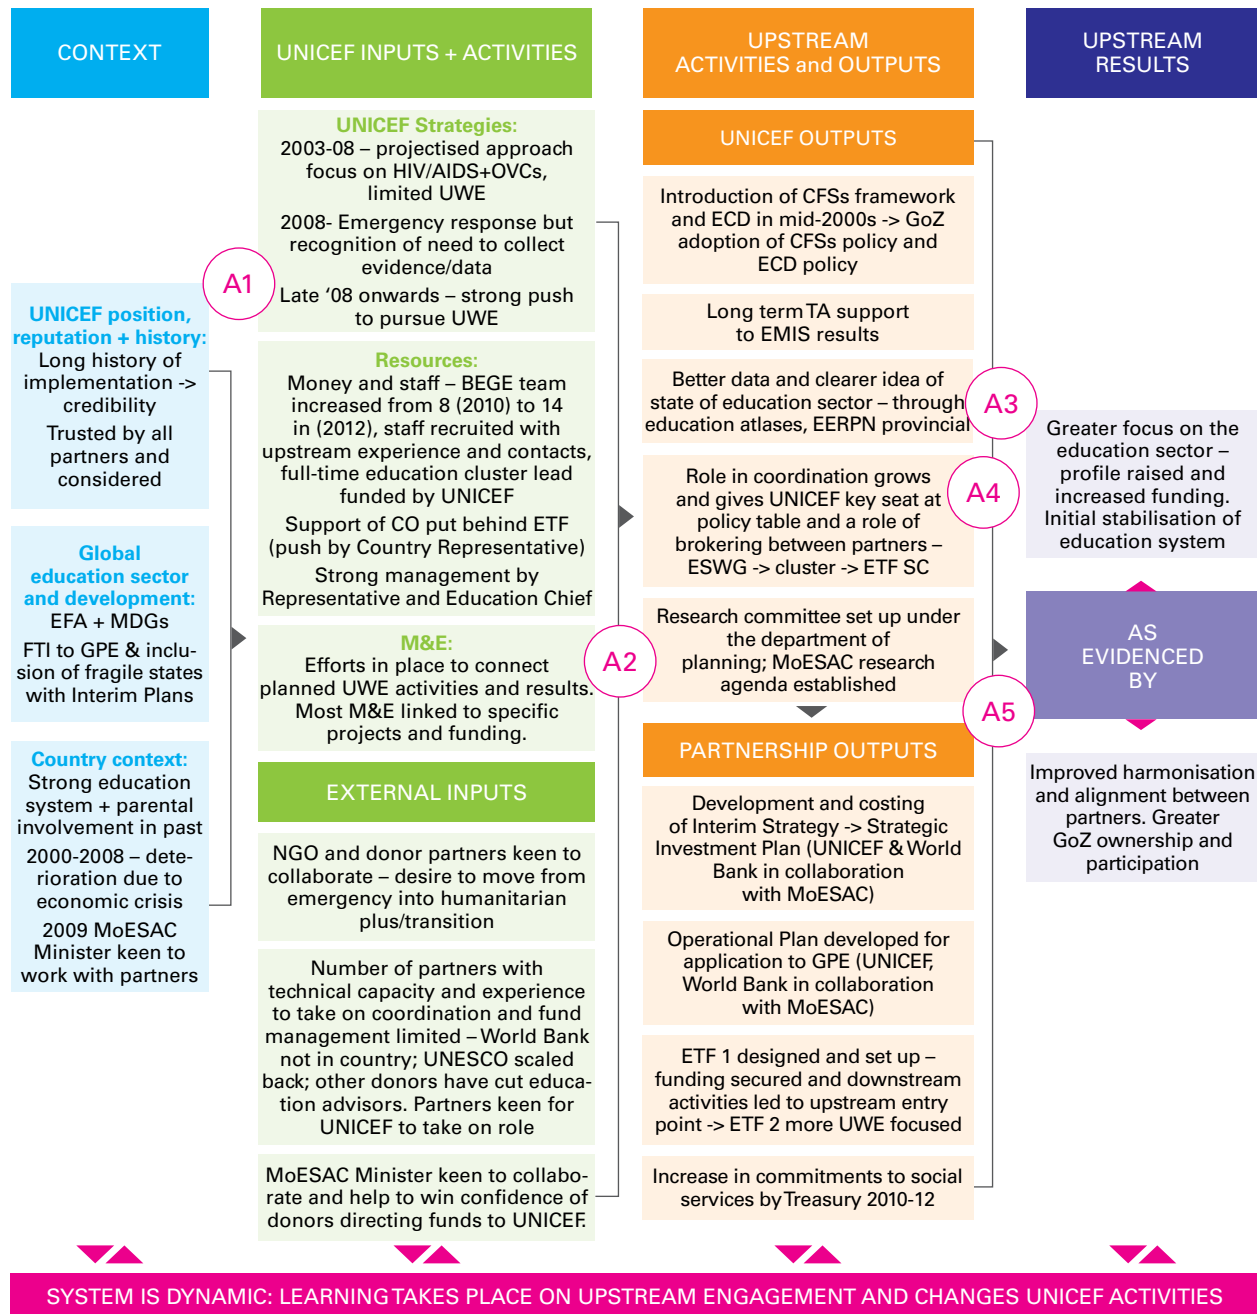 CONTEXT
UNICEF position,
reputation + history:
Long history of
implementation ->
credibility
Trusted by all
partners and
considered
Global
education sector
and development:
EFA + MDGs
FTI to GPE & inclu-
sion of fragile states
with Interim Plans
Country context:
Strong education
system + parental
involvement in past
2000-2008 – dete-
rioration due to
economic crisis
2009 MoESAC
Minister keen to
work with partners
A1
UNICEF INPUTS + ACTIVITIES
UNICEF Strategies:
2003-08 – projectised approach
focus on HIV/AIDS+OVCs,
limited UWE
2008- Emergency response but
recognition of need to collect
evidence/data
Late ‘08 onwards – strong push
to pursue UWE
Resources:
Money and staff – BEGE team
increased from 8 (2010) to 14
in (2012), staff recruited with
upstream experience and contacts,
full-time education cluster lead
funded by UNICEF
Support of CO put behind ETF
(push by Country Representative)
Strong management by
Representative and Education Chief
M&E:
Efforts in place to connect
planned UWE activities and results.
Most M&E linked to specific
projects and funding.
EXTERNAL INPUTS
NGO and donor partners keen to
collaborate – desire to move from
emergency into humanitarian
plus/transition
Number of partners with
technical capacity and experience
to take on coordination and fund
management limited – World Bank
not in country; UNESCO scaled
back; other donors have cut educa-
tion advisors. Partners keen for
UNICEF to take on role
MoESAC Minister keen to collabo-
rate and help to win confidence of
donors directing funds to UNICEF.
A2
UPSTREAM
ACTIVITIES and OUTPUTS
UNICEF OUTPUTS
Introduction of CFSs framework
and ECD in mid-2000s -> GoZ
adoption of CFSs policy and
ECD policy
Long term TA support
to EMIS results
Better data and clearer idea of
state of education sector – through
education atlases, EERPN provincial
Role in coordination grows
and gives UNICEF key seat at
policy table and a role of
brokering between partners –
ESWG -> cluster -> ETF SC
Research committee set up under
the department of
planning; MoESAC research
agenda established
PARTNERSHIP OUTPUTS
Development and costing
of Interim Strategy -> Strategic
Investment Plan (UNICEF & World
Bank in collaboration
with MoESAC)
Operational Plan developed for
application to GPE (UNICEF,
World Bank in collaboration
with MoESAC)
ETF 1 designed and set up –
funding secured and downstream
activities led to upstream entry
point -> ETF 2 more UWE focused
Increase in commitments to social
services by Treasury 2010-12
A3
A4
A5
UPSTREAM
RESULTS
Greater focus on the
education sector –
profile raised and
increased funding.
Initial stabilisation of
education system
AS
EVIDENCED
BY
Improved harmonisation
and alignment between
partners. Greater
GoZ ownership and
participation
SYSTEM IS DYNAMIC: LEARNING TAKES PLACE ON UPSTREAM ENGAGEMENT AND CHANGES UNICEF ACTIVITIES